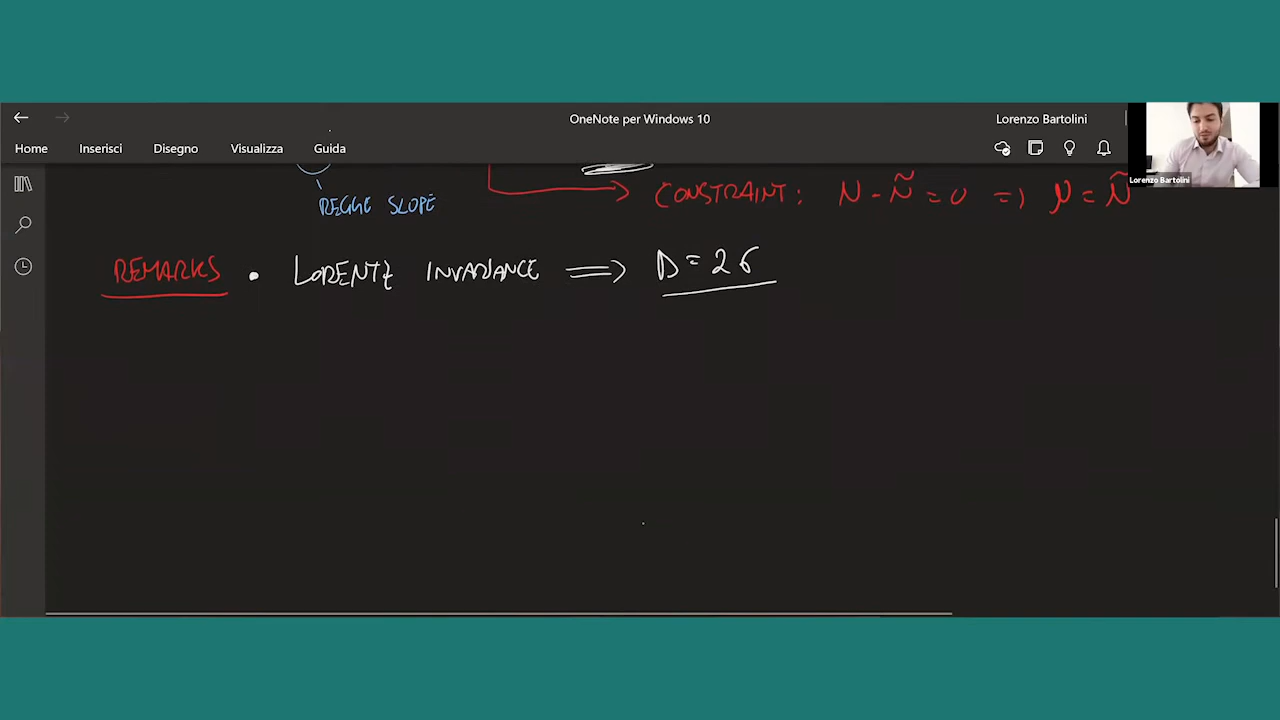 OneNote per Windows 10
Lorenzo Bartolini
Home Inserisci Disegno Visualizza Guida
Lorenzo Bartolini
REGGE SLOPE
CONSTRAINT: N - Ñ = 0 => N = Ñ
REMARKS • LORENTZ INVARIANCE => D = 26